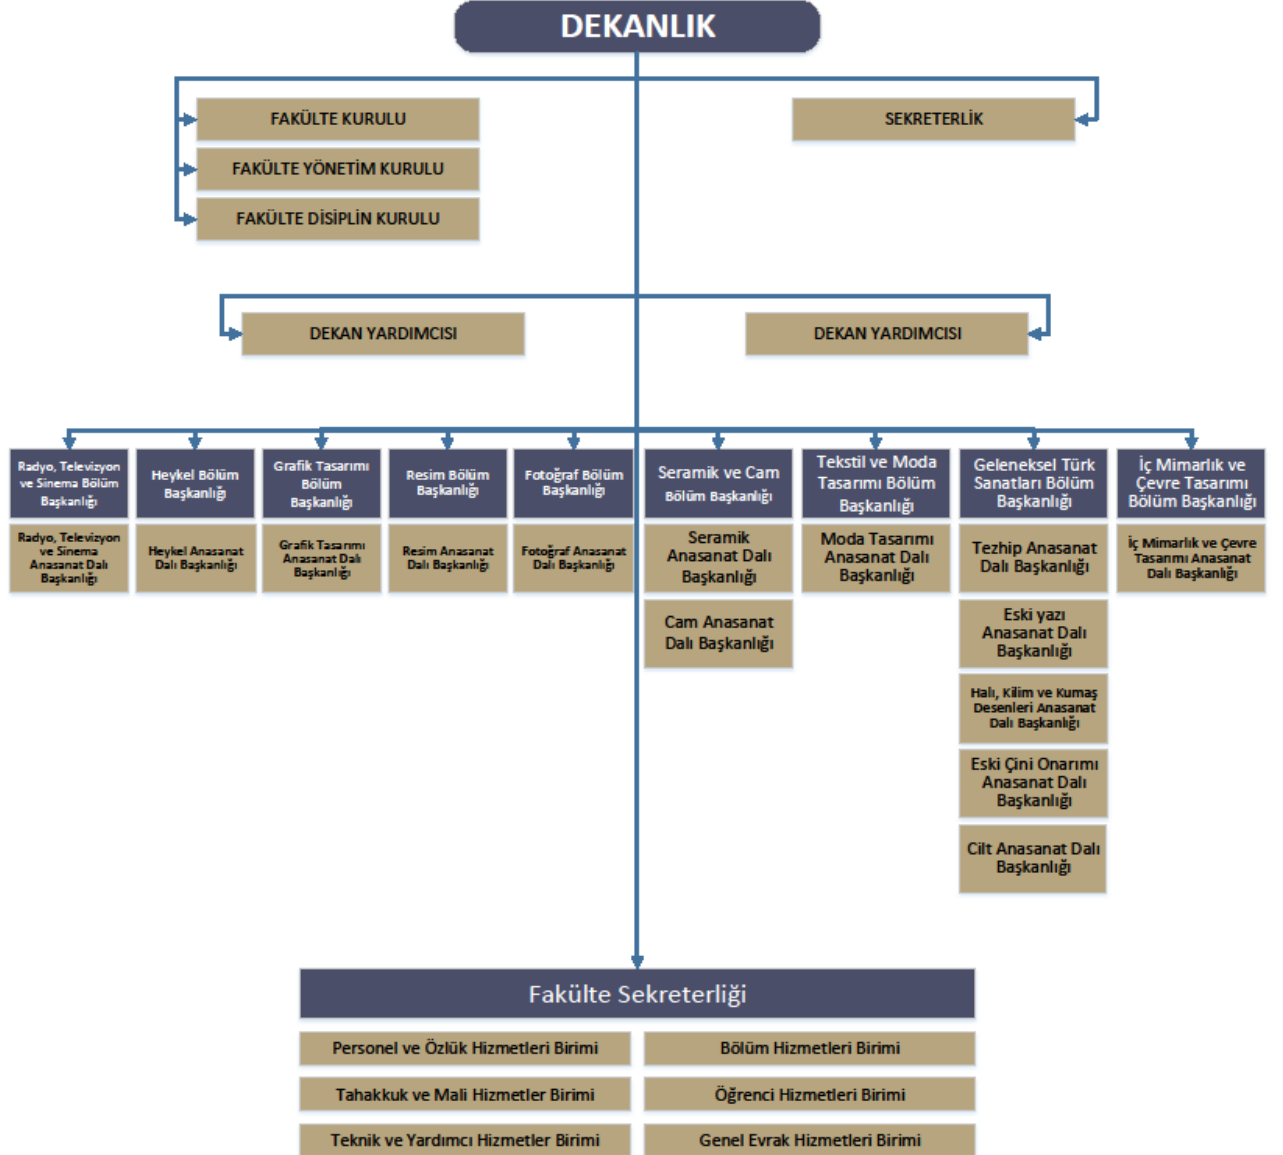 DEKANLIK
FAKÜLTE KURULU
SEKRETERLİK
FAKÜLTE YÖNETİM KURULU
FAKÜLTE DİSİPLİN KURULU
DEKAN YARDIMCISI
DEKAN YARDIMCISI
Radyo, Televizyon
ve Sinema Bölüm
Başkanlığı
Heykel Bölüm
Başkanlığı
Grafik Tasarımı
Bölüm
Başkanlığı
Resim Bölüm
Başkanlığı
Fotoğraf Bölüm
Başkanlığı
Seramik ve Cam
Bölüm Başkanlığı
Tekstil ve Moda
Tasarımı Bölüm
Başkanlığı
Geleneksel Türk
Sanatları Bölüm
Başkanlığı
İç Mimarlık ve
Çevre Tasarımı
Bölüm Başkanlığı
Radyo, Televizyon
ve Sinema
Anasanat Dalı
Başkanlığı
Heykel Anasanat
Dalı Başkanlığı
Grafik Tasarımı
Anasanat Dalı
Başkanlığı
Resim Anasanat
Dalı Başkanlığı
Fotoğraf Anasanat
Dalı Başkanlığı
Seramik
Anasanat Dalı
Başkanlığı
Moda Tasarımı
Anasanat Dalı
Başkanlığı
Tezhip Anasanat
Dalı Başkanlığı
İç Mimarlık ve Çevre
Tasarımı Anasanat
Dalı Başkanlığı
Cam Anasanat
Dalı Başkanlığı
Eski yazı
Anasanat Dalı
Başkanlığı
Halı, Kilim ve Kumaş
Desenleri Anasanat
Dalı Başkanlığı
Eski Çini Onarımı
Anasanat Dalı
Başkanlığı
Cilt Anasanat Dalı
Başkanlığı
Fakülte Sekreterliği
Personel ve Özlük Hizmetleri Birimi
Bölüm Hizmetleri Birimi
Tahakkuk ve Mali Hizmetler Birimi
Öğrenci Hizmetleri Birimi
Teknik ve Yardımcı Hizmetler Birimi
Genel Evrak Hizmetleri Birimi